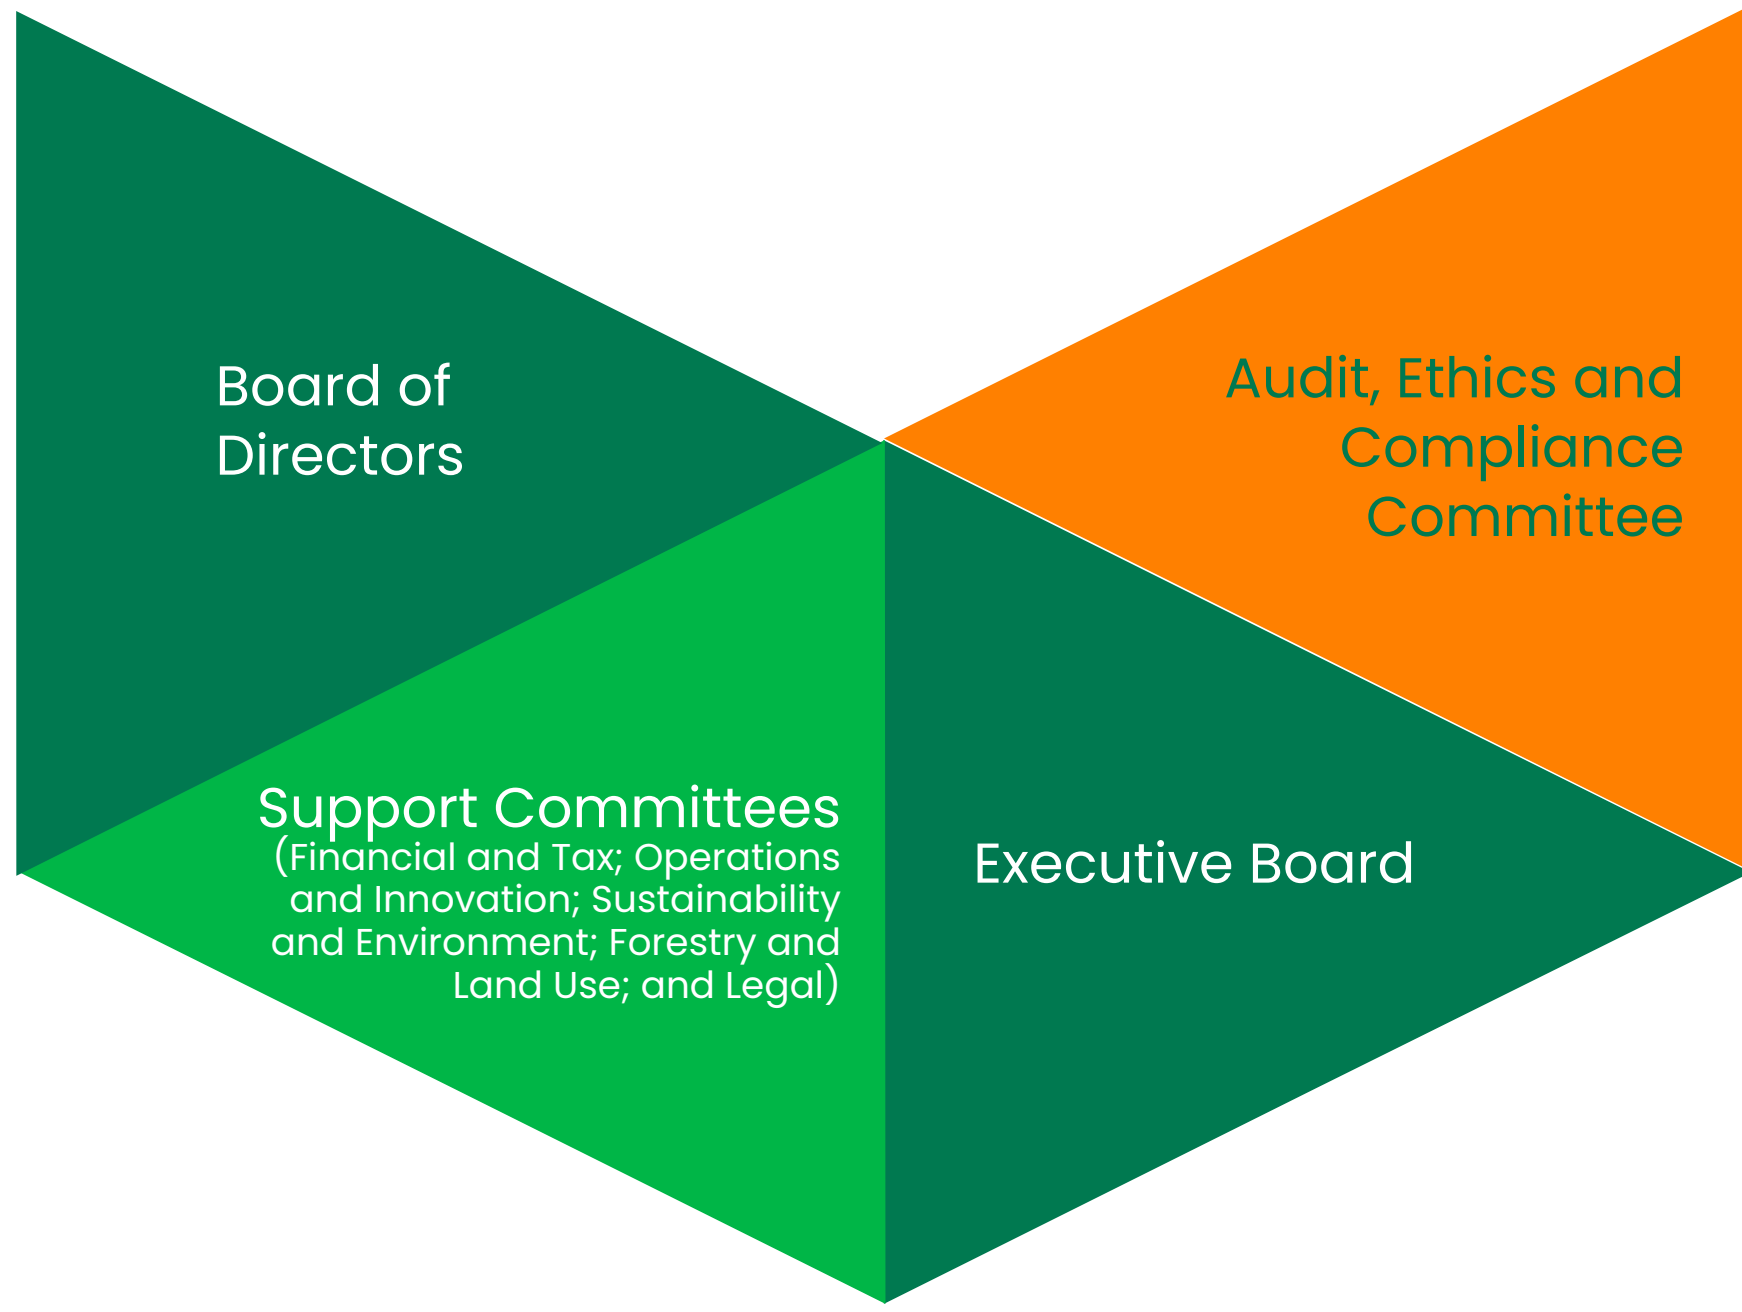 Board of
Directors
Audit, Ethics and
Compliance
Committee
Support Committees
(Financial and Tax; Operations
and Innovation; Sustainability
and Environment; Forestry and
Land Use; and Legal)
Executive Board